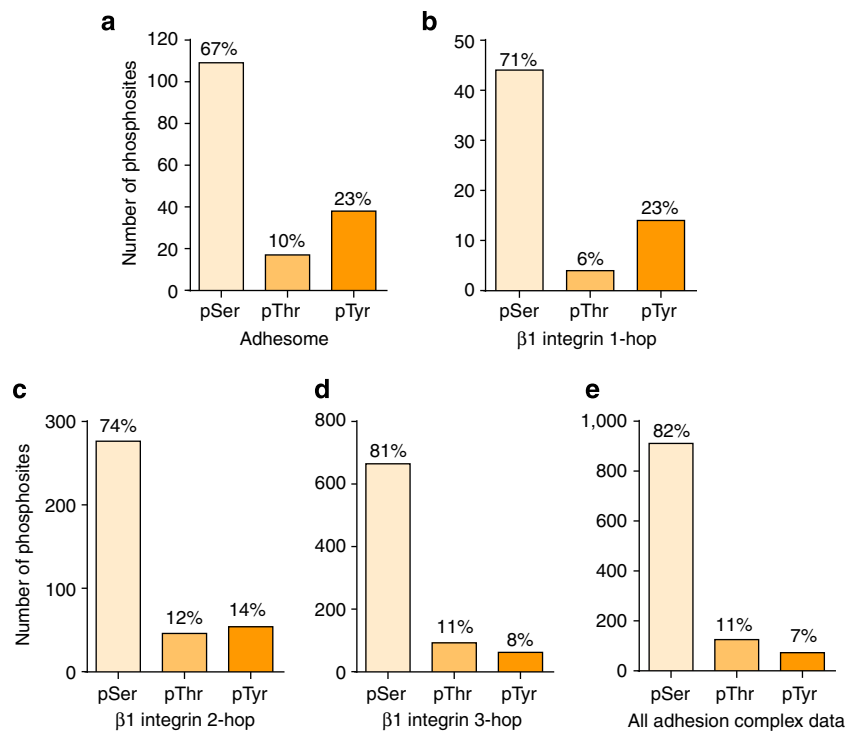 a
b
Number of phosphosites
120
100
80
60
40
20
0
67%
10%
23%
pSer pThr pTyr
Adhesome
50
40
30
20
10
0
71%
6%
23%
pSer pThr pTyr
β1 integrin 1-hop
c
d
e
Number of phosphosites
300
200
100
0
74%
12%
14%
pSer pThr pTyr
β1 integrin 2-hop
800
600
400
200
0
81%
11%
8%
pSer pThr pTyr
β1 integrin 3-hop
1,000
800
600
400
200
0
82%
11%
7%
pSer pThr pTyr
All adhesion complex data